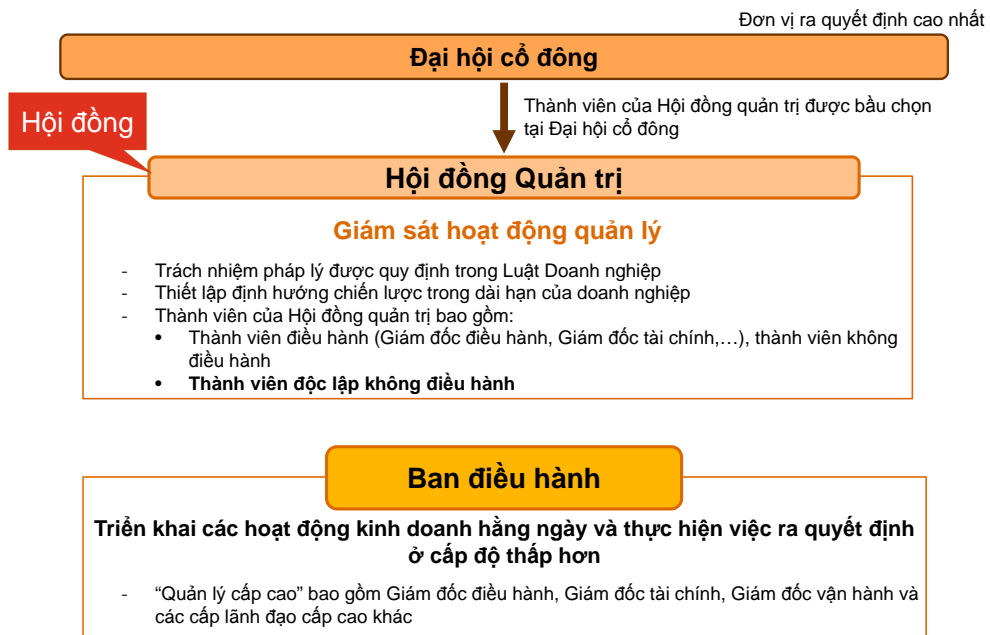 Đơn vị ra quyết định cao nhất
Đại hội cổ đông
Thành viên của Hội đồng quản trị được bầu chọn
tại Đại hội cổ đông
Hội đồng
Hội đồng Quản trị
Giám sát hoạt động quản lý
- Trách nhiệm pháp lý được quy định trong Luật Doanh nghiệp
- Thiết lập định hướng chiến lược trong dài hạn của doanh nghiệp
- Thành viên của Hội đồng quản trị bao gồm:
• Thành viên điều hành (Giám đốc điều hành, Giám đốc tài chính,…), thành viên không
điều hành
• Thành viên độc lập không điều hành
Ban điều hành
Triển khai các hoạt động kinh doanh hằng ngày và thực hiện việc ra quyết định
ở cấp độ thấp hơn
- “Quản lý cấp cao” bao gồm Giám đốc điều hành, Giám đốc tài chính, Giám đốc vận hành và
các cấp lãnh đạo cấp cao khác